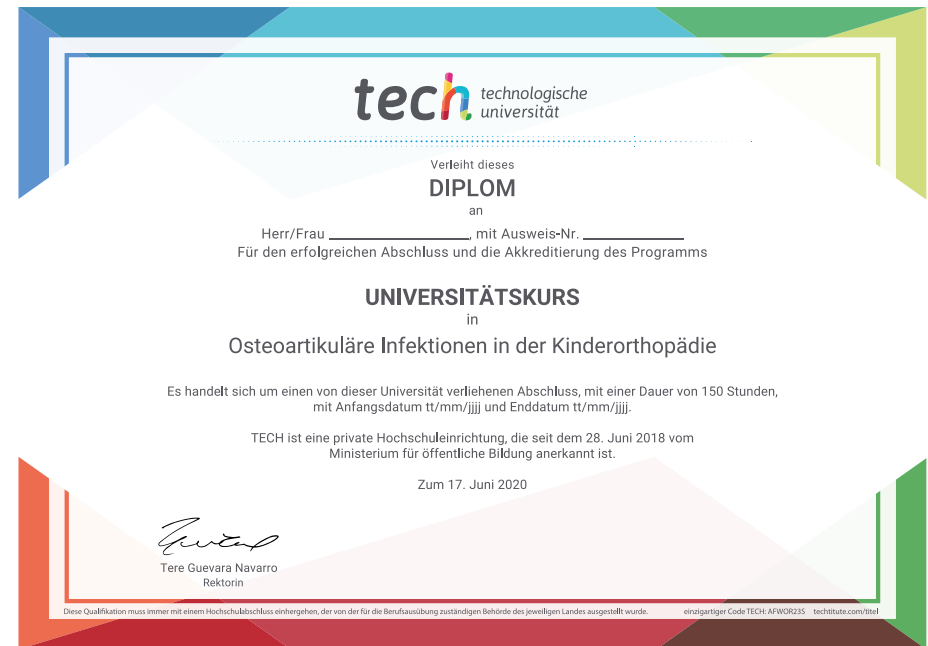 tech technologische
universität
Verleiht dieses
DIPLOM
an
Herr/Frau ____________________, mit Ausweis-Nr. ______________
Für den erfolgreichen Abschluss und die Akkreditierung des Programms
UNIVERSITÄTSKURS
in
Osteoartikuläre Infektionen in der Kinderorthopädie
Es handelt sich um einen von dieser Universität verliehenen Abschluss, mit einer Dauer von 150 Stunden,
mit Anfangsdatum tt/mm/jjjj und Enddatum tt/mm/jjjj.
TECH ist eine private Hochschuleinrichtung, die seit dem 28. Juni 2018 vom
Ministerium für öffentliche Bildung anerkannt ist.
Zum 17. Juni 2020
Tere Guevara Navarro
Rektorin
Diese Qualifikation muss immer mit einem Hochschulabschluss einhergehen, der von der für die Berufsausübung zuständigen Behörde des jeweiligen Landes ausgestellt wurde. einzigartiger Code TECH: AFWOR23S techtitute.com/titel